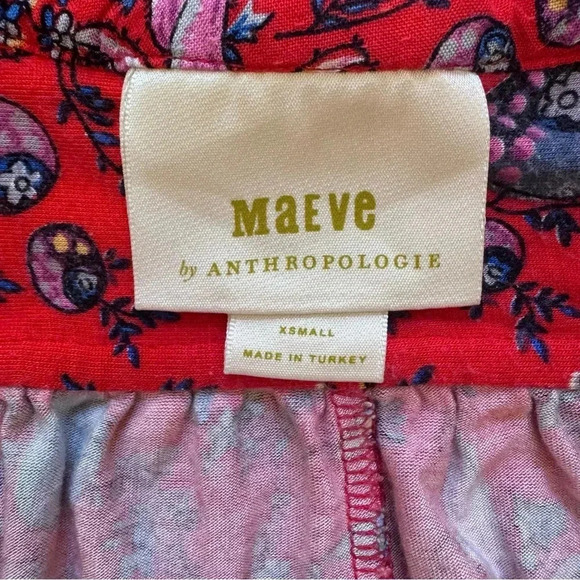 MaEve
by ANTHROPOLOGIE
XSMALL
MADE IN TURKEY